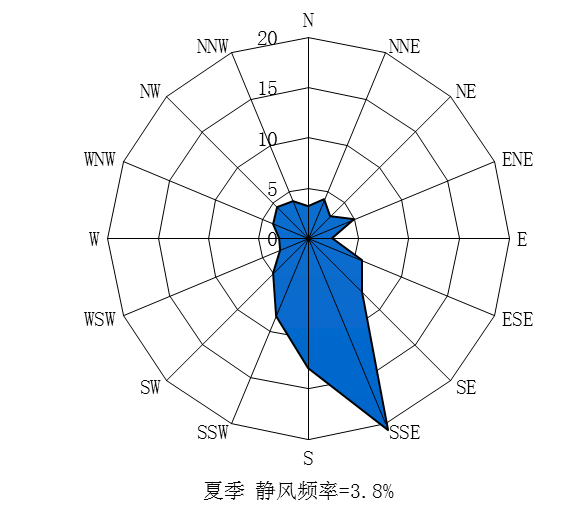 N
NNW 20 NNE
NW 15 NE
10
WNW ENE
5
W 0 E
WSW ESE
SW SE
SSW SSE
S
夏季 静风频率=3.8%